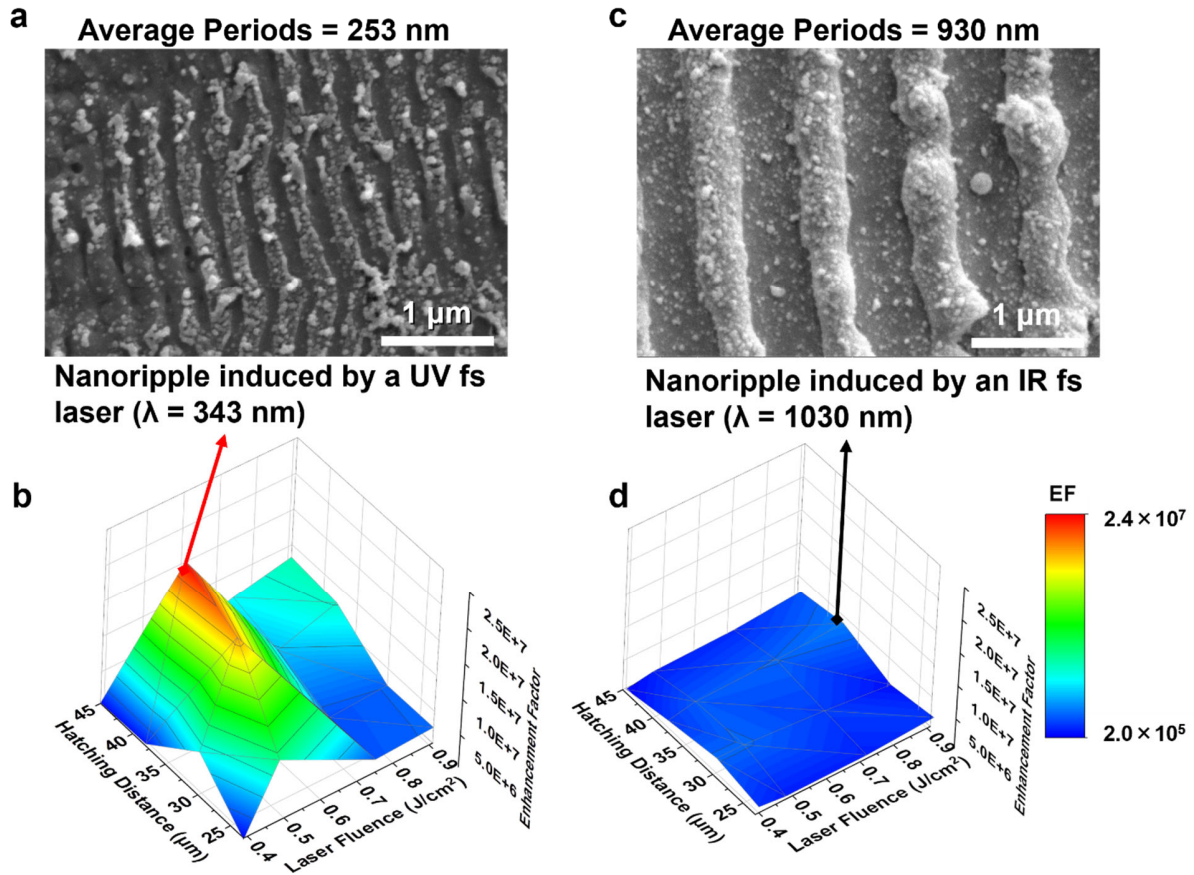 a
Average Periods = 253 nm
1 μm
Nanoripple induced by a UV fs
laser (λ = 343 nm)
c
Average Periods = 930 nm
1 μm
Nanoripple induced by an IR fs
laser (λ = 1030 nm)
b
45
40
35
30
25
Hatching Distance (μm)
0.4
0.5
0.6
0.7
0.8
0.9
Laser Fluence (J/cm²)
2.5E+7
2.0E+7
1.5E+7
1.0E+7
5.0E+6
Enhancement Factor
d
45
40
35
30
25
Hatching Distance (μm)
0.4
0.5
0.6
0.7
0.8
0.9
Laser Fluence (J/cm²)
2.5E+7
2.0E+7
1.5E+7
1.0E+7
5.0E+6
Enhancement Factor
EF
2.4×10⁷
2.0×10⁵